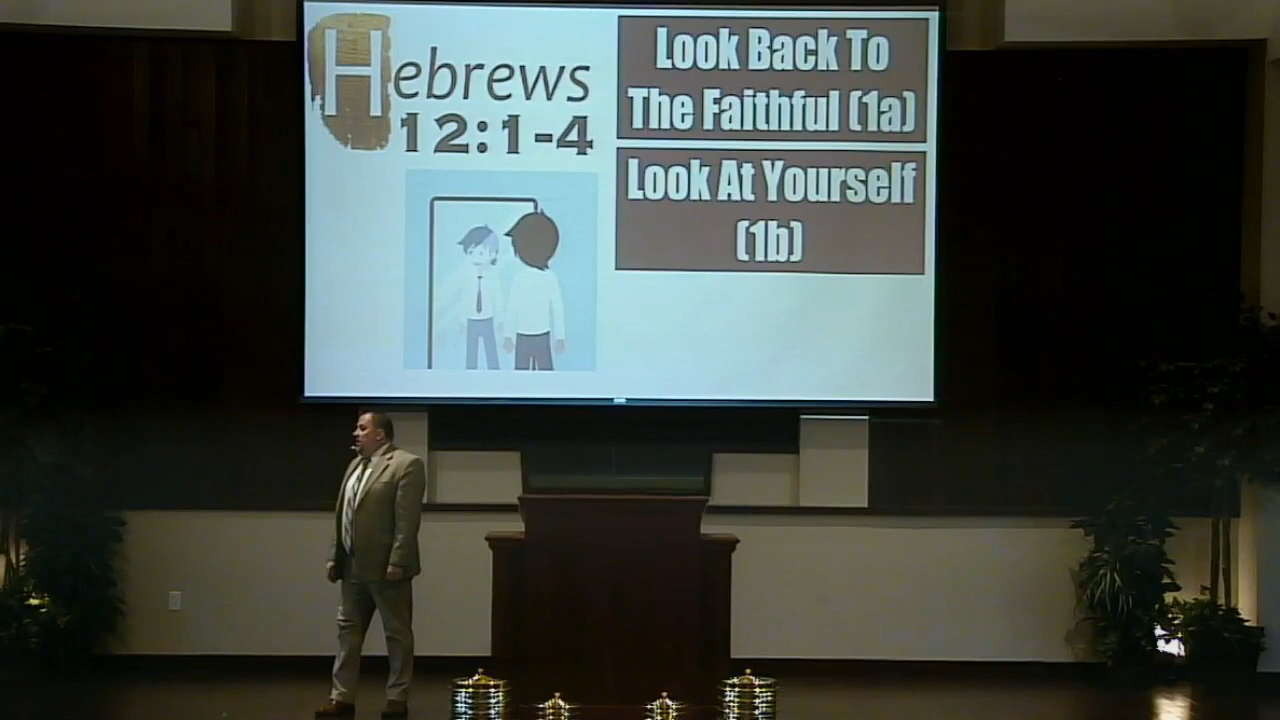 Hebrews
12:1-4
Look Back To
The Faithful (1a)
Look At Yourself
(1b)